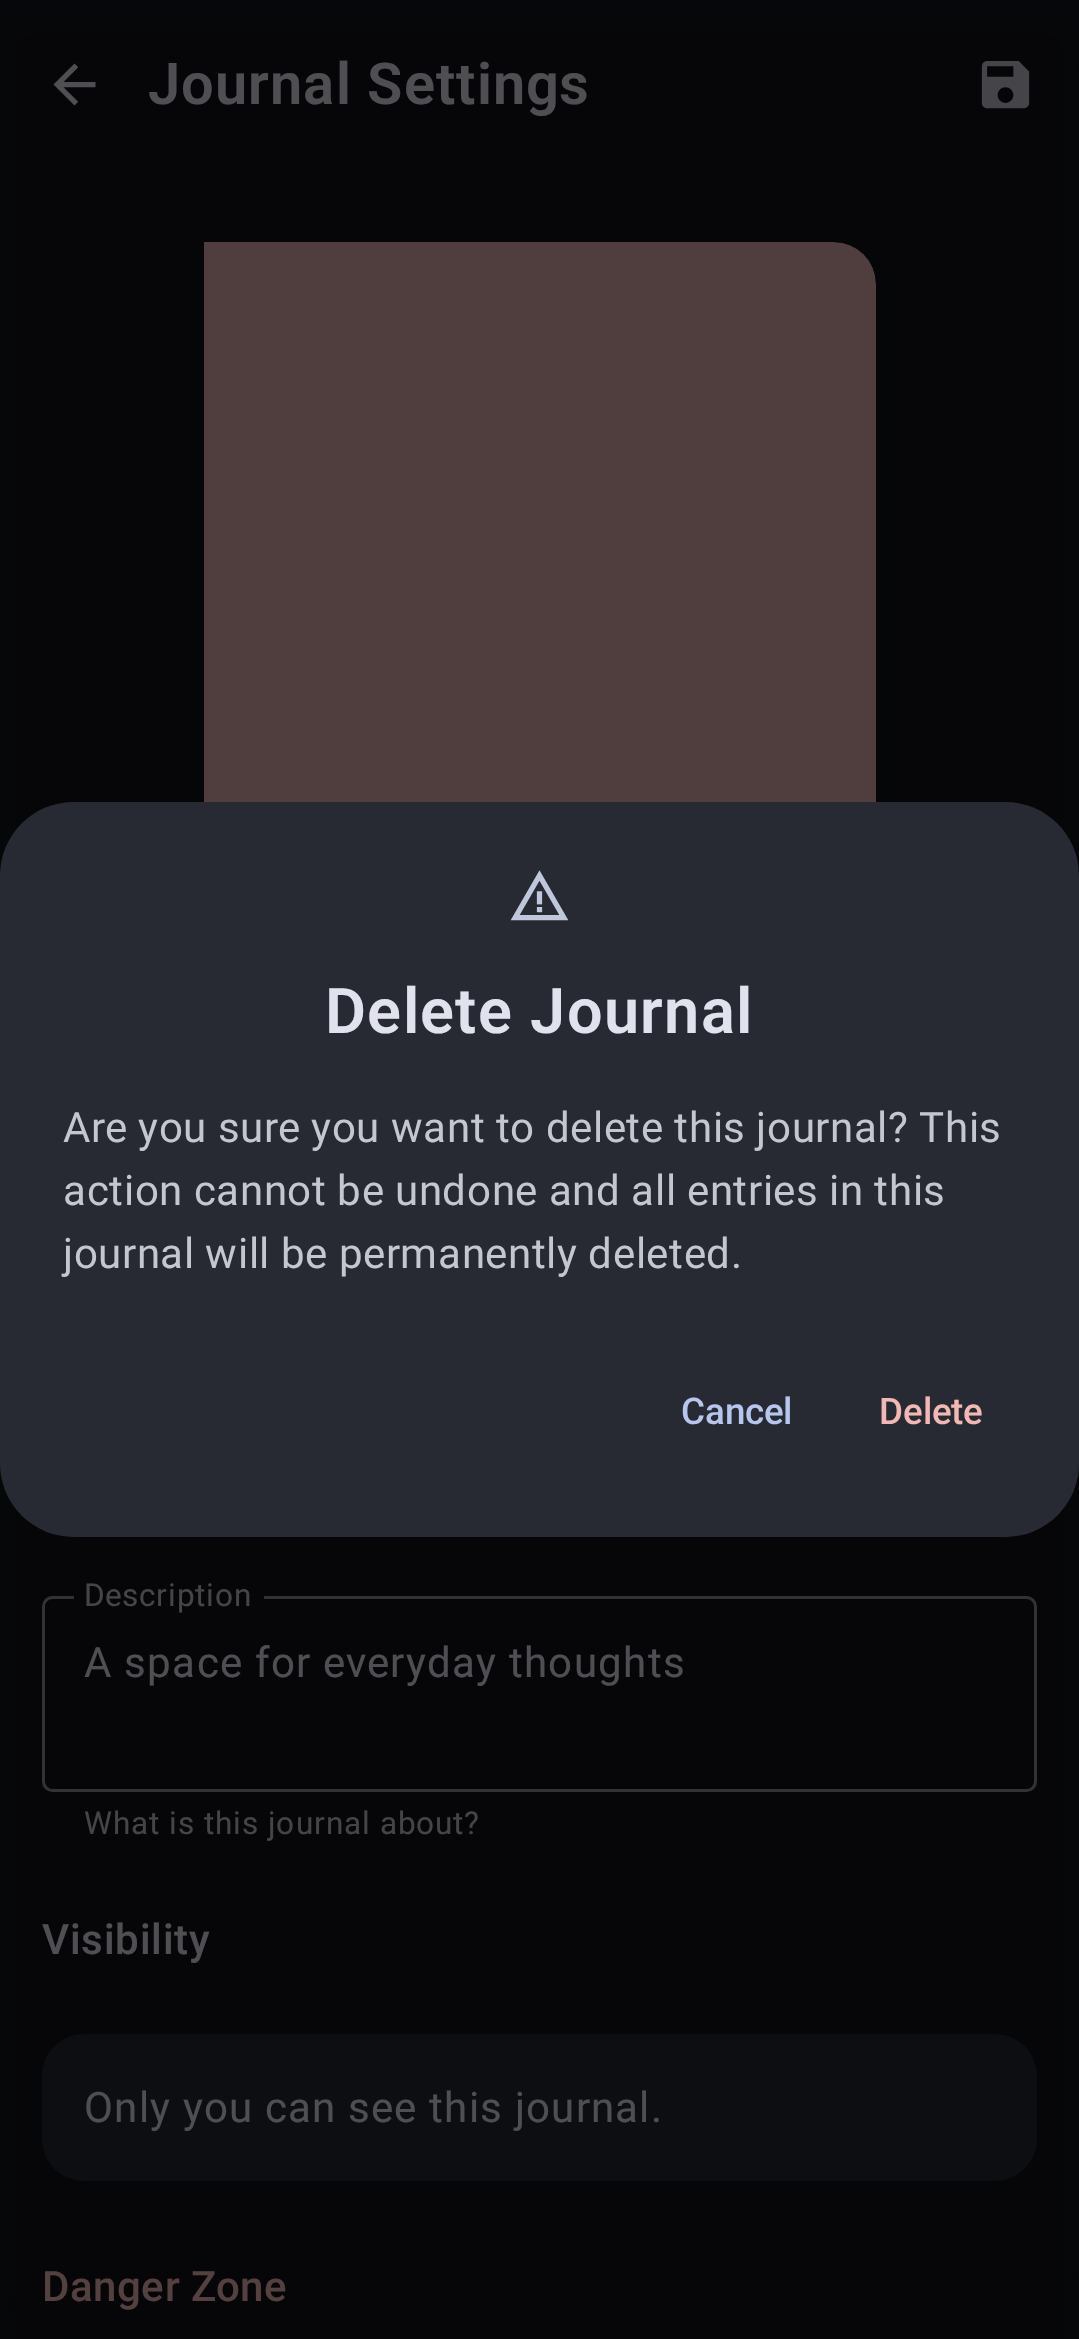 Journal Settings
Delete Journal
Are you sure you want to delete this journal? This
action cannot be undone and all entries in this
journal will be permanently deleted.
Cancel
Delete
Description
A space for everyday thoughts
What is this journal about?
Visibility
Only you can see this journal.
Danger Zone